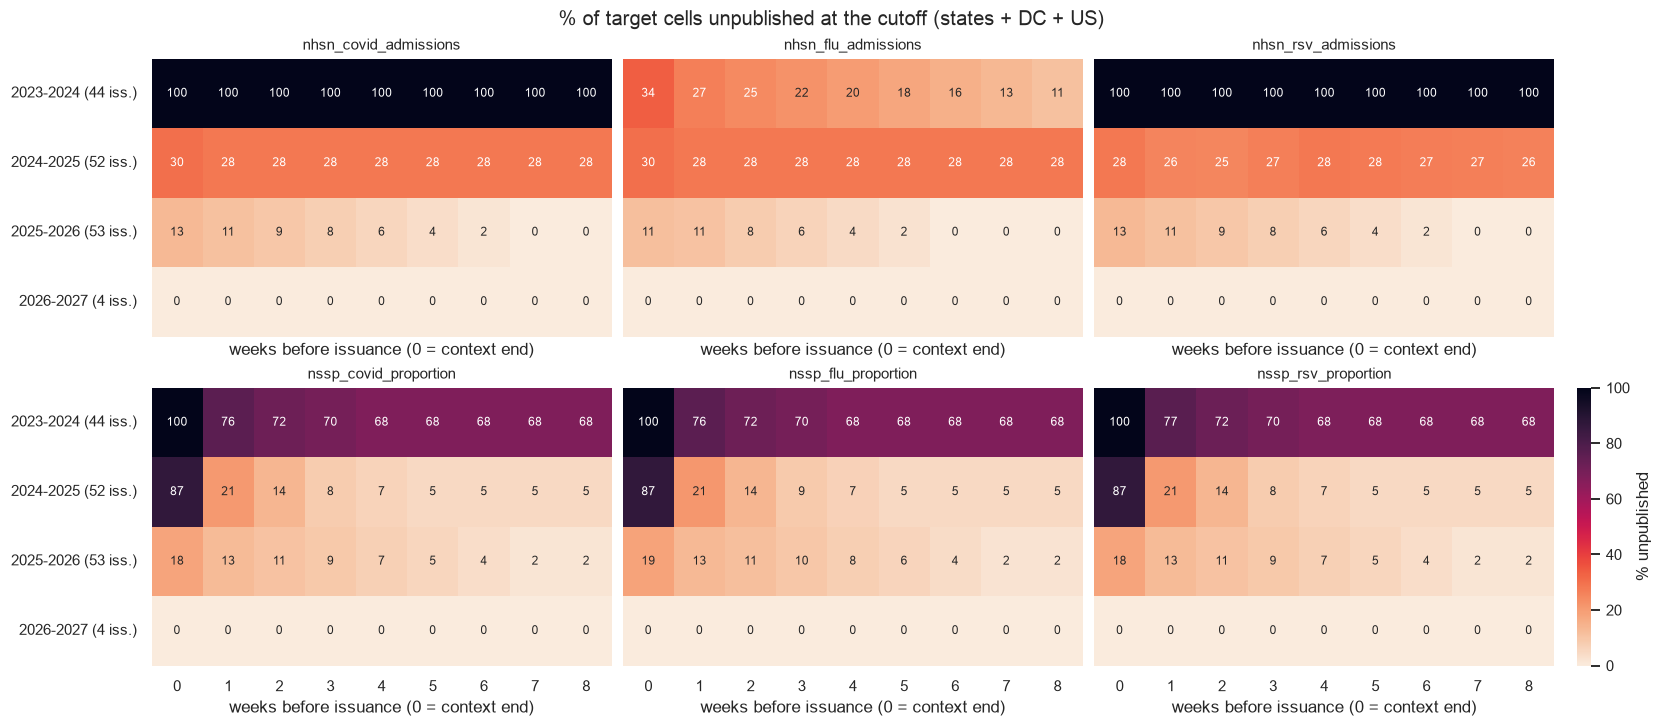 % of target cells unpublished at the cutoff (states + DC + US)
nhsn_covid_admissions
nhsn_flu_admissions
nhsn_rsv_admissions
2023-2024 (44 iss.) 100 100 100 100 100 100 100 100 100 34 27 25 22 20 18 16 13 11 100 100 100 100 100 100 100 100 100
2024-2025 (52 iss.) 30 28 28 28 28 28 28 28 28 30 28 28 28 28 28 28 28 28 28 26 25 27 28 28 27 27 26
2025-2026 (53 iss.) 13 11 9 8 6 4 2 0 0 11 11 8 6 4 2 0 0 0 13 11 9 8 6 4 2 0 0
2026-2027 (4 iss.) 0 0 0 0 0 0 0 0 0 0 0 0 0 0 0 0 0 0 0 0 0 0 0 0 0 0 0
weeks before issuance (0 = context end)
weeks before issuance (0 = context end)
weeks before issuance (0 = context end)
nssp_covid_proportion
nssp_flu_proportion
nssp_rsv_proportion
2023-2024 (44 iss.) 100 76 72 70 68 68 68 68 68 100 76 72 70 68 68 68 68 68 100 77 72 70 68 68 68 68 68
2024-2025 (52 iss.) 87 21 14 8 7 5 5 5 5 87 21 14 9 7 5 5 5 5 87 21 14 8 7 5 5 5 5
2025-2026 (53 iss.) 18 13 11 9 7 5 4 2 2 19 13 11 10 8 6 4 2 2 18 13 11 9 7 5 4 2 2
2026-2027 (4 iss.) 0 0 0 0 0 0 0 0 0 0 0 0 0 0 0 0 0 0 0 0 0 0 0 0 0 0 0
0 1 2 3 4 5 6 7 8 0 1 2 3 4 5 6 7 8 0 1 2 3 4 5 6 7 8
weeks before issuance (0 = context end)
weeks before issuance (0 = context end)
weeks before issuance (0 = context end)
100
80
60
40
20
0
% unpublished